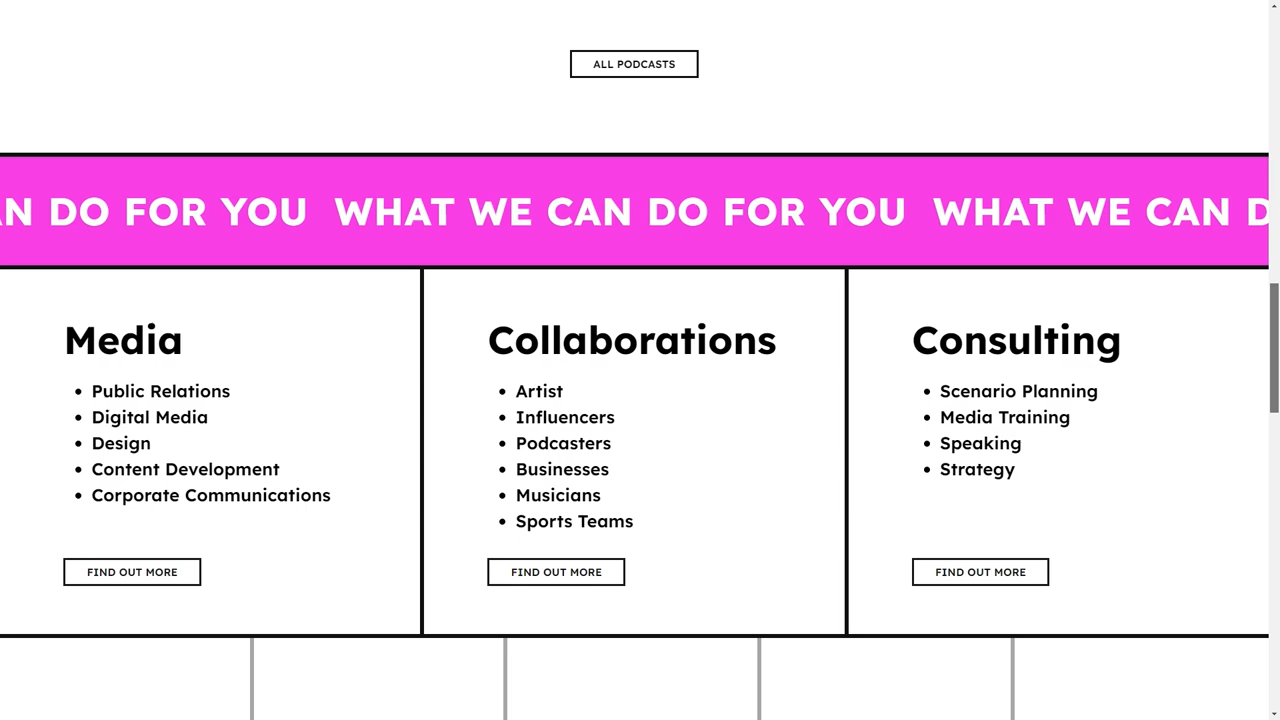 ALL PODCASTS
N DO FOR YOU WHAT WE CAN DO FOR YOU WHAT WE CAN
Media
• Public Relations
• Digital Media
• Design
• Content Development
• Corporate Communications
FIND OUT MORE
Collaborations
• Artist
• Influencers
• Podcasters
• Businesses
• Musicians
• Sports Teams
FIND OUT MORE
Consulting
• Scenario Planning
• Media Training
• Speaking
• Strategy
FIND OUT MORE